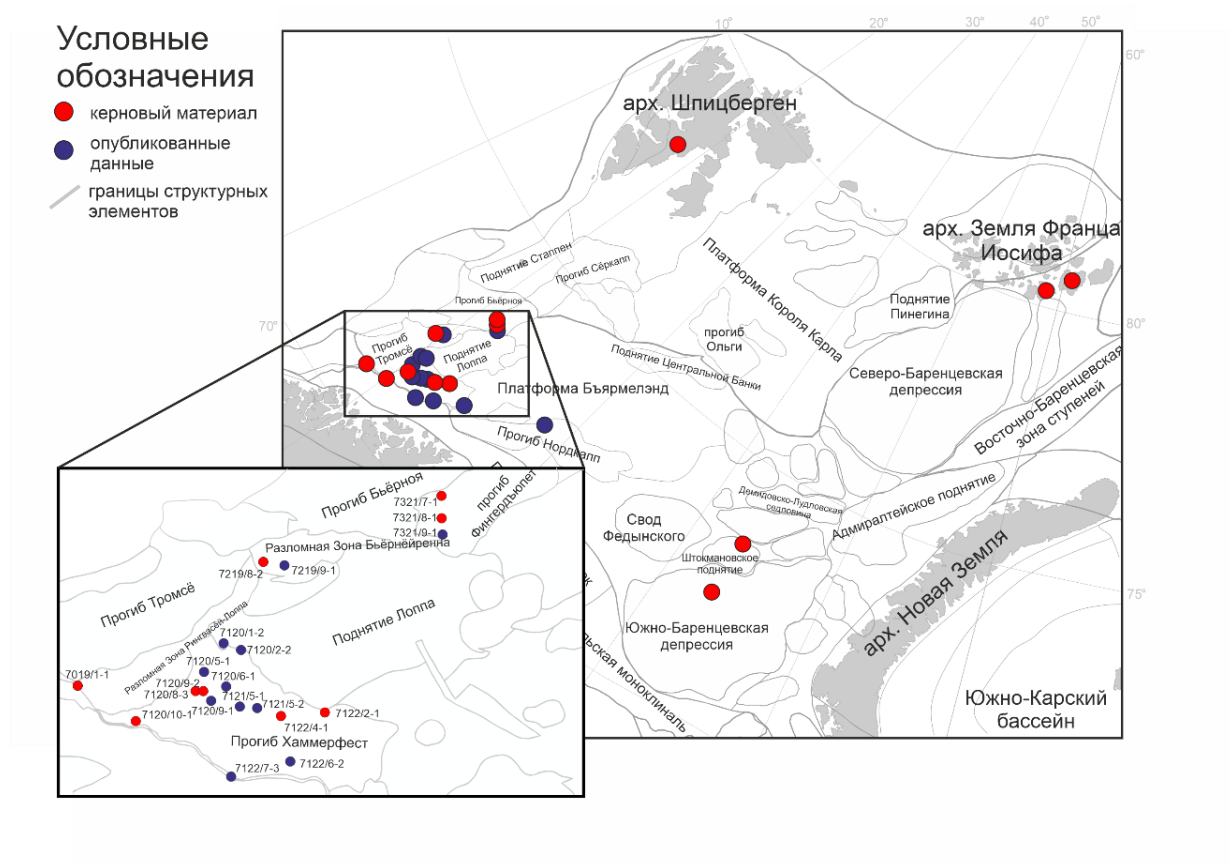 Условные
обозначения
керновый материал
опубликованные
данные
границы структурных
элементов
10°
20°
30°
40°
50°
60°
70°
80°
75°
арх. Шпицберген
арх. Земля Франца
Иосифа
Поднятие Стаппен
Прогиб Сёркапп
Прогиб Бьёрноя
Платформа Короля Карла
Поднятие
Пинегина
прогиб
Ольги
Прогиб
Тромсё
Поднятие
Лоппа
Поднятие Центральной Банки
Платформа Бъярмелэнд
Северо-Баренцевская
депрессия
Восточно-Баренцевская
зона ступеней
Прогиб Нордкапп
Демидовско-Лудловская
седловина
Адмиралтейское поднятие
Свод
Федынского
Штокмановское
поднятие
Южно-Баренцевская
депрессия
арх. Новая Земля
Южно-Карский
бассейн
льская моноклиналь
Прогиб Бьёрноя
прогиб
Фингердъюпет
7321/7-1
7321/8-1
7321/9-1
Разломная Зона Бьёрнёйренна
7219/8-2
7219/9-1
Прогиб Тромсё
Поднятие Лоппа
Разломная Зона Рингвасёй-Лоппа
7120/1-2
7120/2-2
7120/5-1
7019/1-1
7120/9-2
7120/6-1
7120/8-3
7121/5-1
7121/5-2
7120/10-1
7120/9-1
7122/2-1
7122/4-1
Прогиб Хаммерфест
7122/6-2
7122/7-3